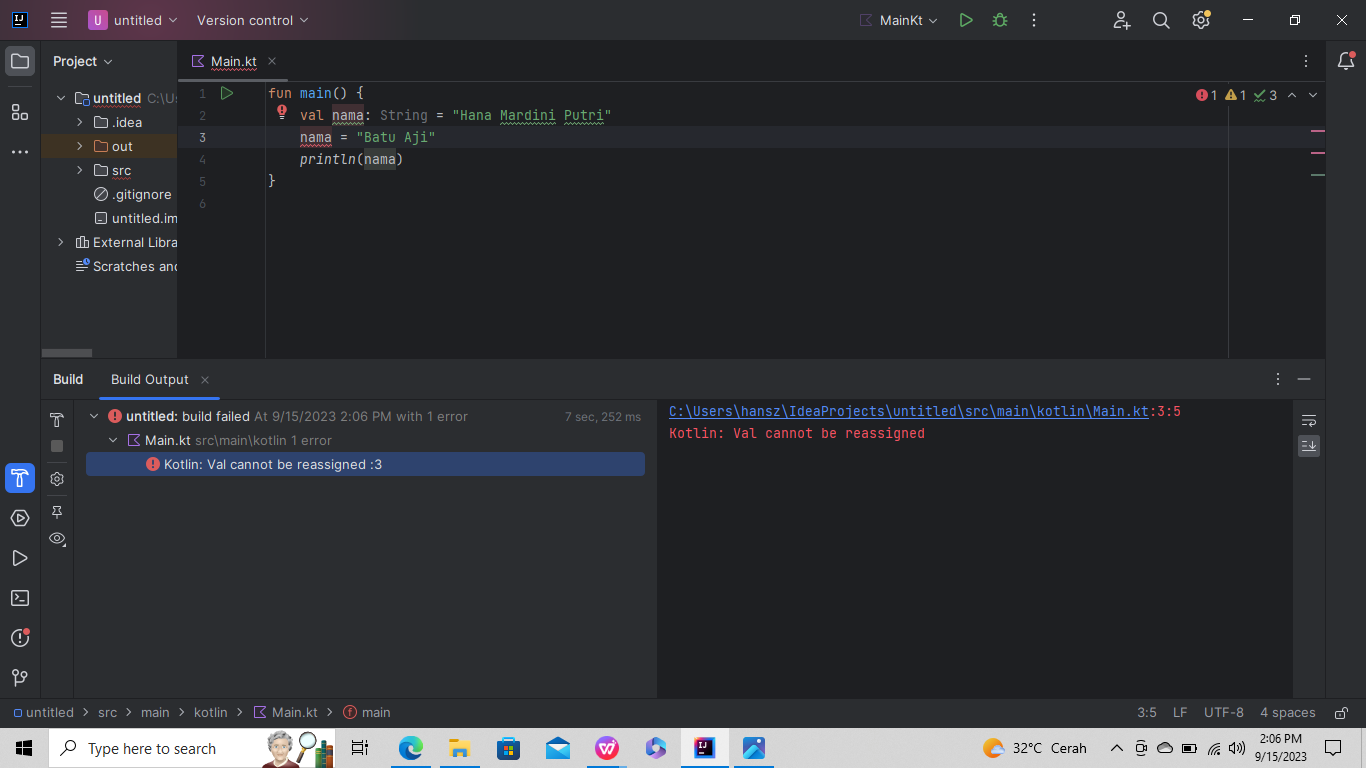 U untitled Version control MainKt
Project
Main.kt
untitled C:\Us
.idea
out
src
.gitignore
untitled.im
External Libra
Scratches and
1 fun main() {
2 val nama: String = "Hana Mardini Putri"
3 nama = "Batu Aji"
4 println(nama)
5 }
6
1 1 3
Build Build Output
untitled: build failed At 9/15/2023 2:06 PM with 1 error 7 sec, 252 ms
Main.kt src\main\kotlin 1 error
Kotlin: Val cannot be reassigned :3
C:\Users\hansz\IdeaProjects\untitled\src\main\kotlin\Main.kt:3:5
Kotlin: Val cannot be reassigned
untitled > src > main > kotlin > Main.kt > main 3:5 LF UTF-8 4 spaces
Type here to search 32°C Cerah 2:06 PM
9/15/2023